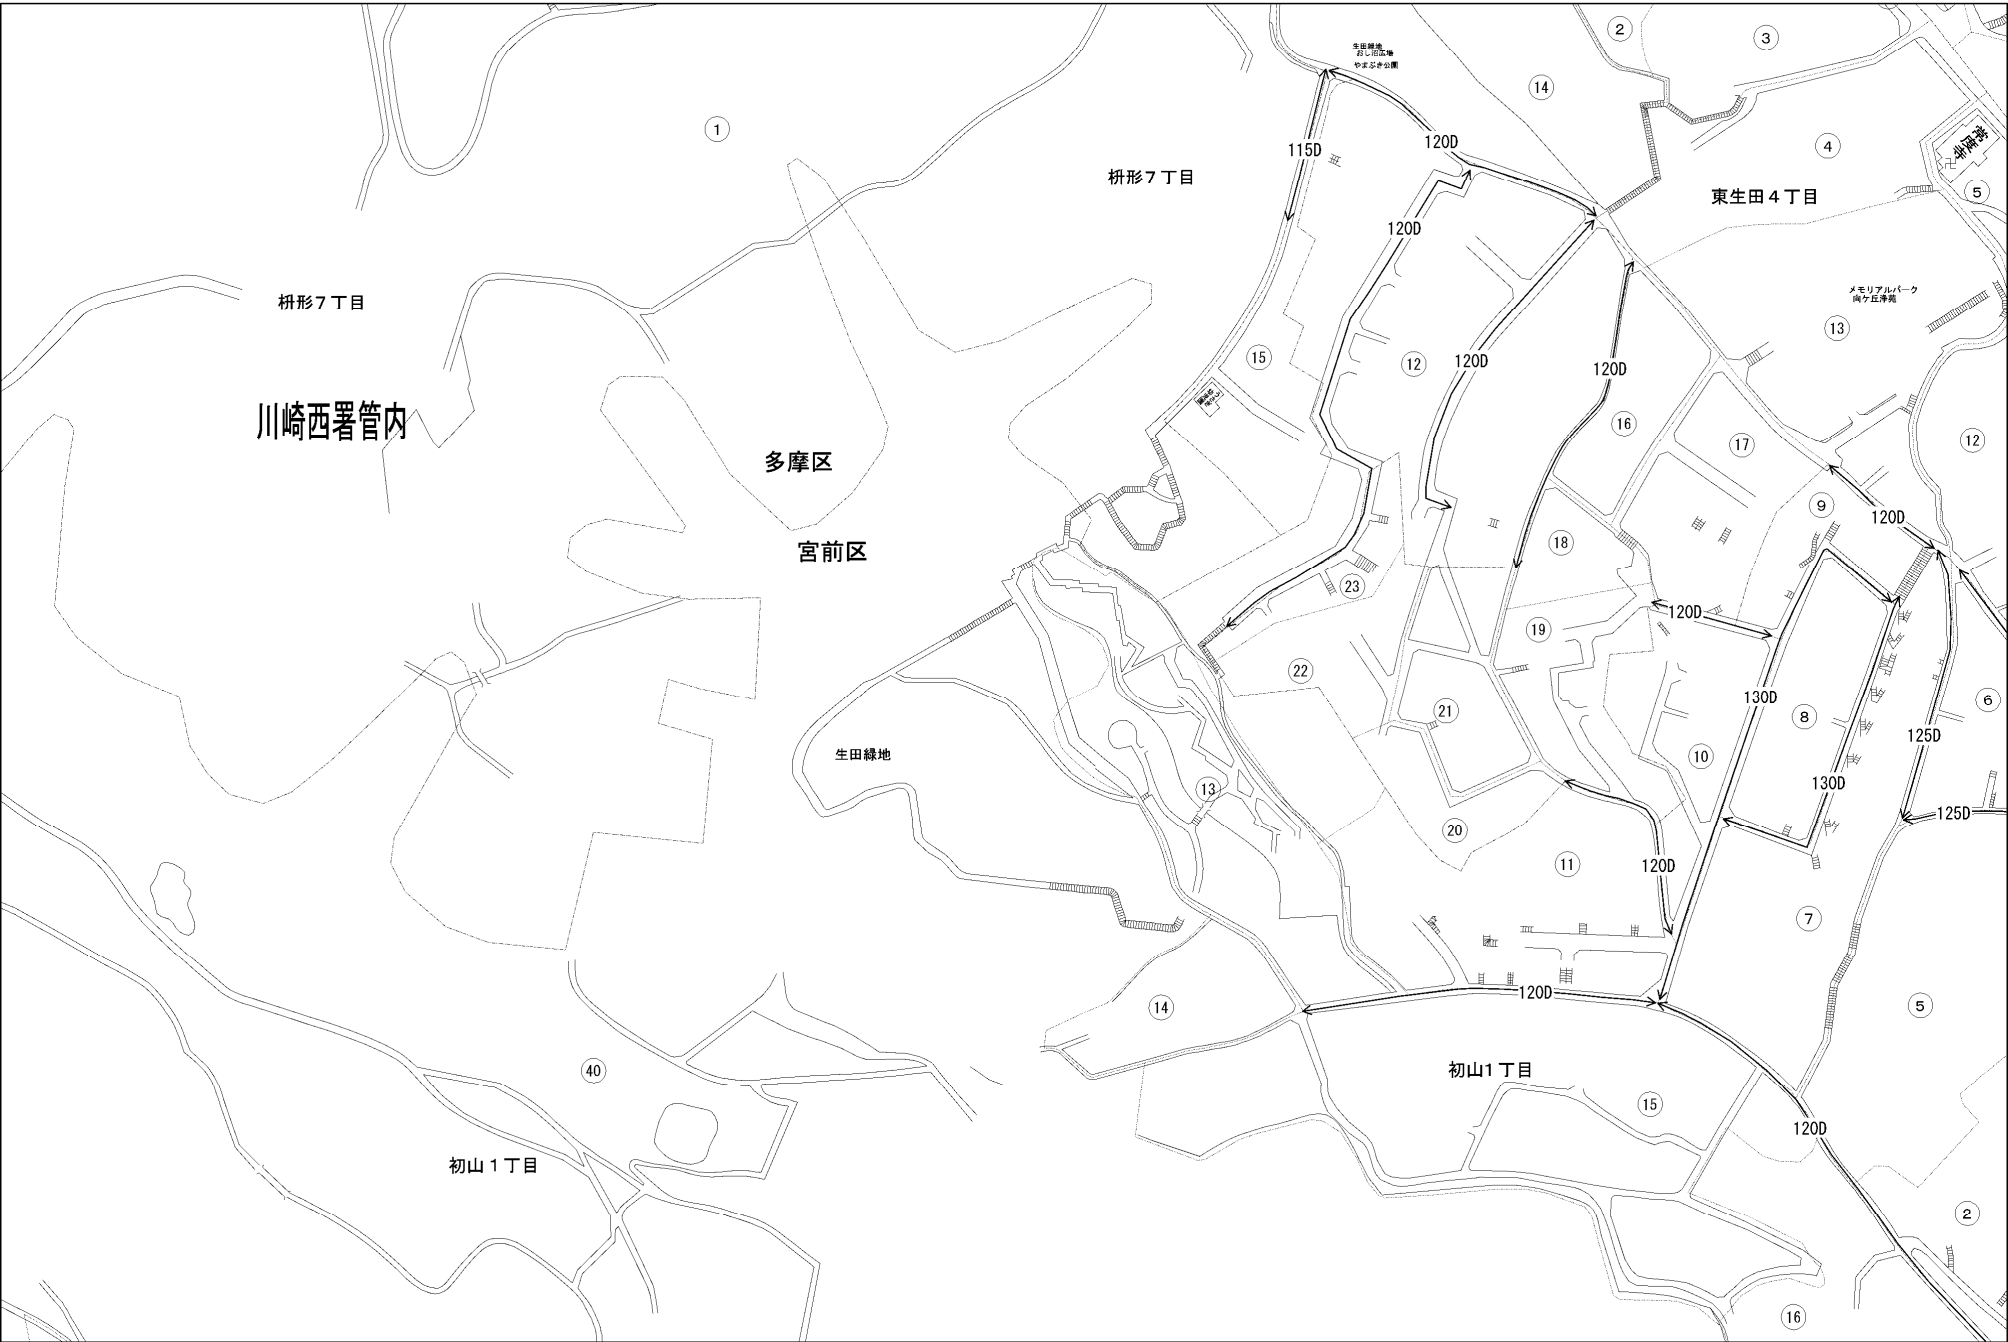 2
3
生田緑地
おし沼広場
やまぶき公園
14
1
120D
115D
4
常度寺
枡形７丁目
5
東生田４丁目
120D
メモリアルパーク
向ケ丘浄苑
枡形７丁目
13
15
12
120D
120D
川崎西署管内
16
17
12
多摩区
9
120D
宮前区
18
23
120D
19
22
130D
21
8
6
125D
生田緑地
10
13
130D
125D
20
11
120D
7
120D
14
5
40
初山1丁目
15
120D
初山１丁目
2
16